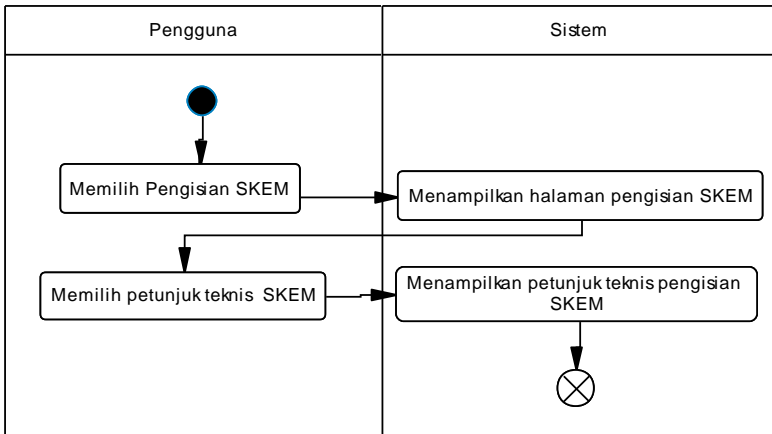 Pengguna
Sistem
Memilih Pengisian SKEM
Menampilkan halaman pengisian SKEM
Memilih petunjuk teknis SKEM
Menampilkan petunjuk teknis pengisian
SKEM